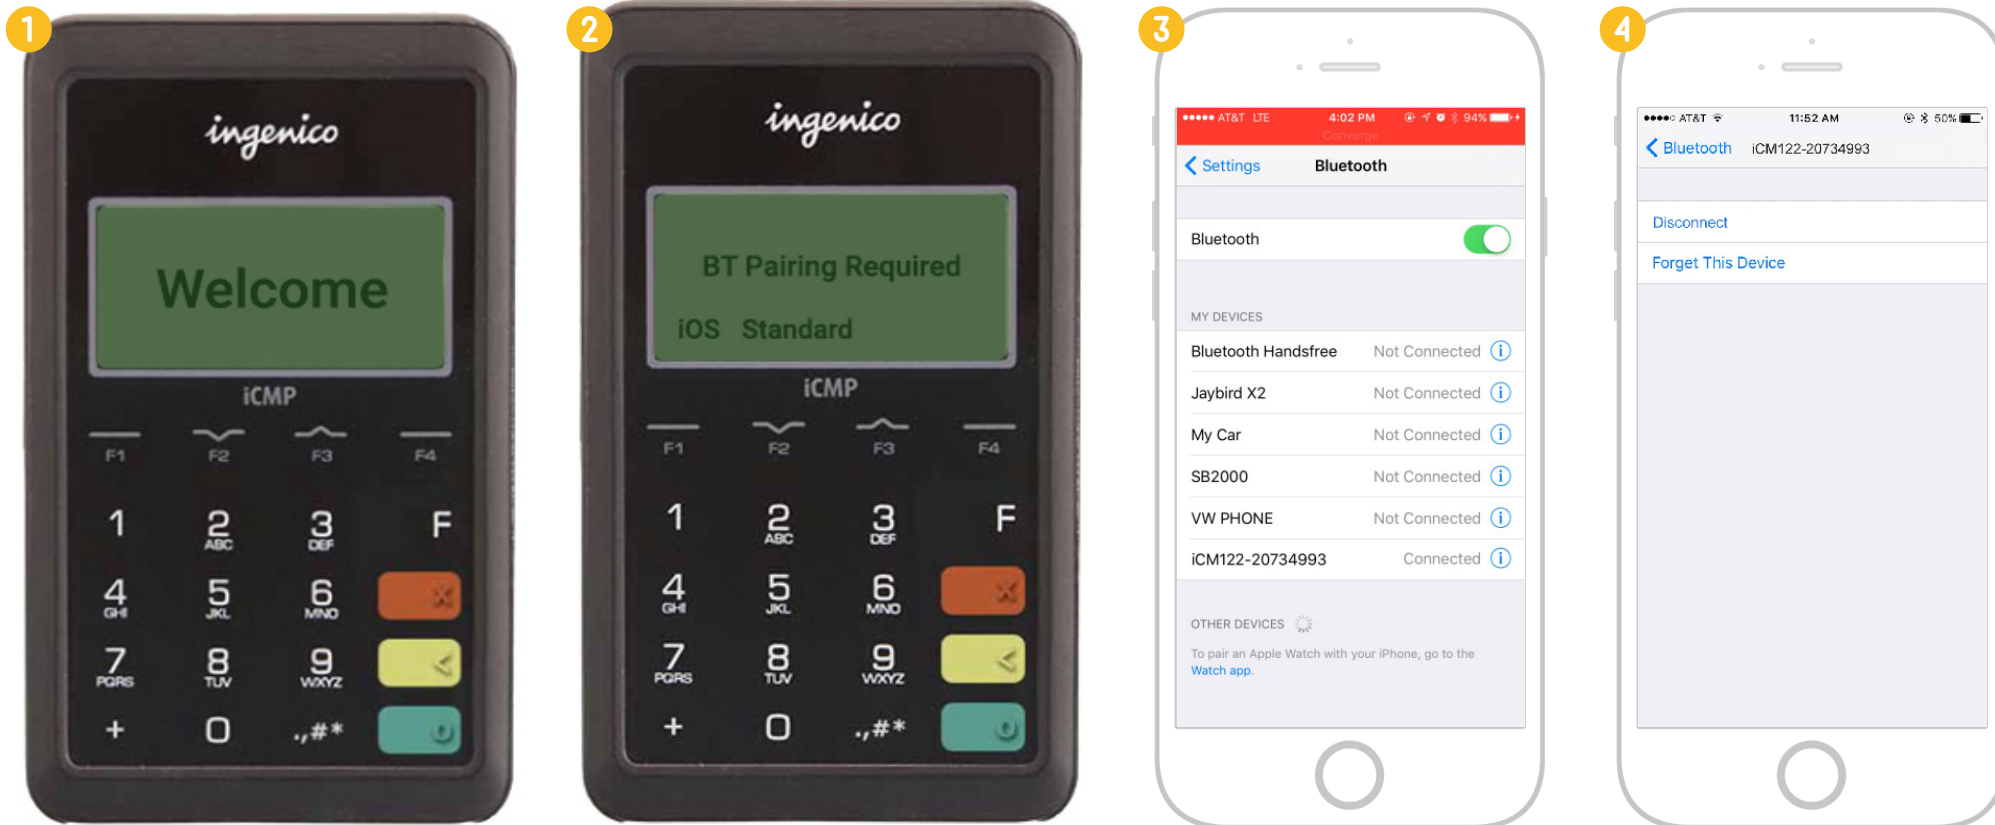 1
ingenico
Welcome
iCMP
F1 F2 F3 F4
1 2 ABC 3 DEF F
4 GHI 5 JKL 6 MNO X
7 PQRS 8 TUV 9 WXYZ <
+ 0 .,#* O
2
ingenico
BT Pairing Required
iOS Standard
iCMP
F1 F2 F3 F4
1 2 ABC 3 DEF F
4 GHI 5 JKL 6 MNO X
7 PQRS 8 TUV 9 WXYZ <
+ 0 .,#* O
3
AT&T LTE 4:02 PM 94%
Converge
Settings Bluetooth
Bluetooth
MY DEVICES
Bluetooth Handsfree Not Connected i
Jaybird X2 Not Connected i
My Car Not Connected i
SB2000 Not Connected i
VW PHONE Not Connected i
iCM122-20734993 Connected i
OTHER DEVICES
To pair an Apple Watch with your iPhone, go to the
Watch app.
4
AT&T 11:52 AM 50%
Bluetooth iCM122-20734993
Disconnect
Forget This Device